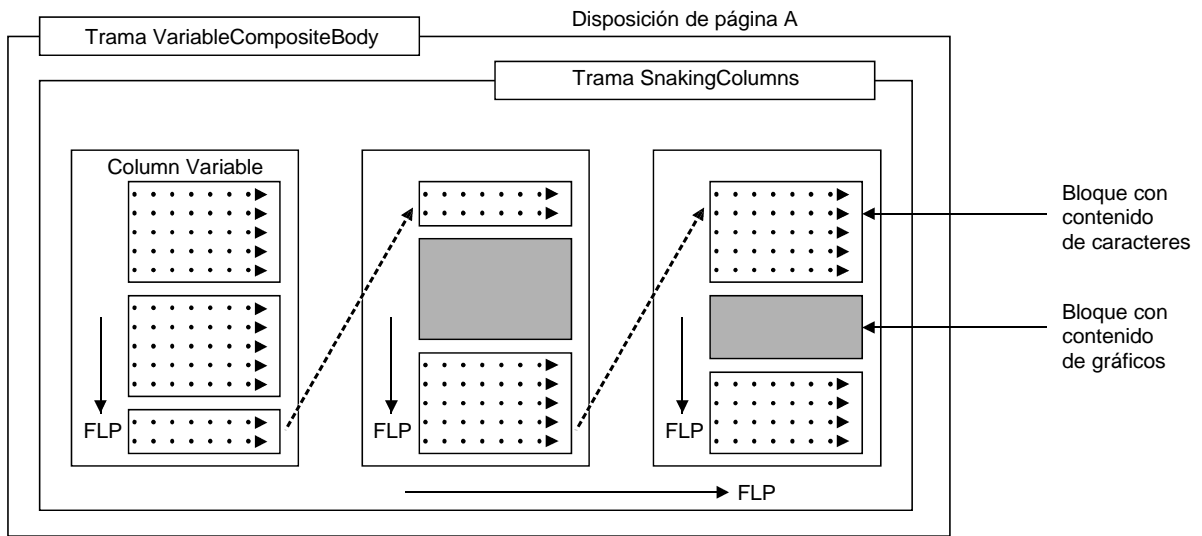 Disposición de página A
Trama VariableCompositeBody
Trama SnakingColumns
Column Variable
FLP
FLP
FLP
FLP
Bloque con
contenido
de caracteres
Bloque con
contenido
de gráficos